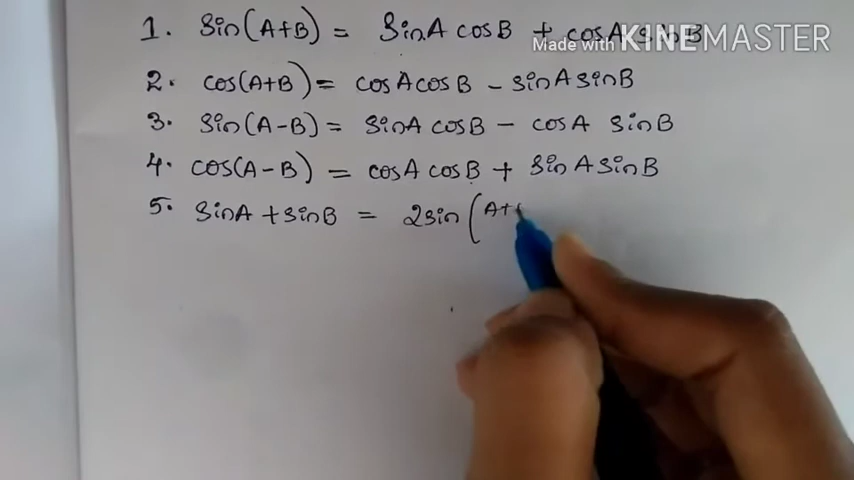 1. Sin(A+B) = SinA cosB + cosA sinB
Made with KINEMASTER
2. cos(A+B) = cosA cosB - sinA sinB
3. sin(A-B) = sinA cosB - cosA sinB
4. cos(A-B) = cosA cosB + sinA sinB
5. sinA + sinB = 2sin(A+